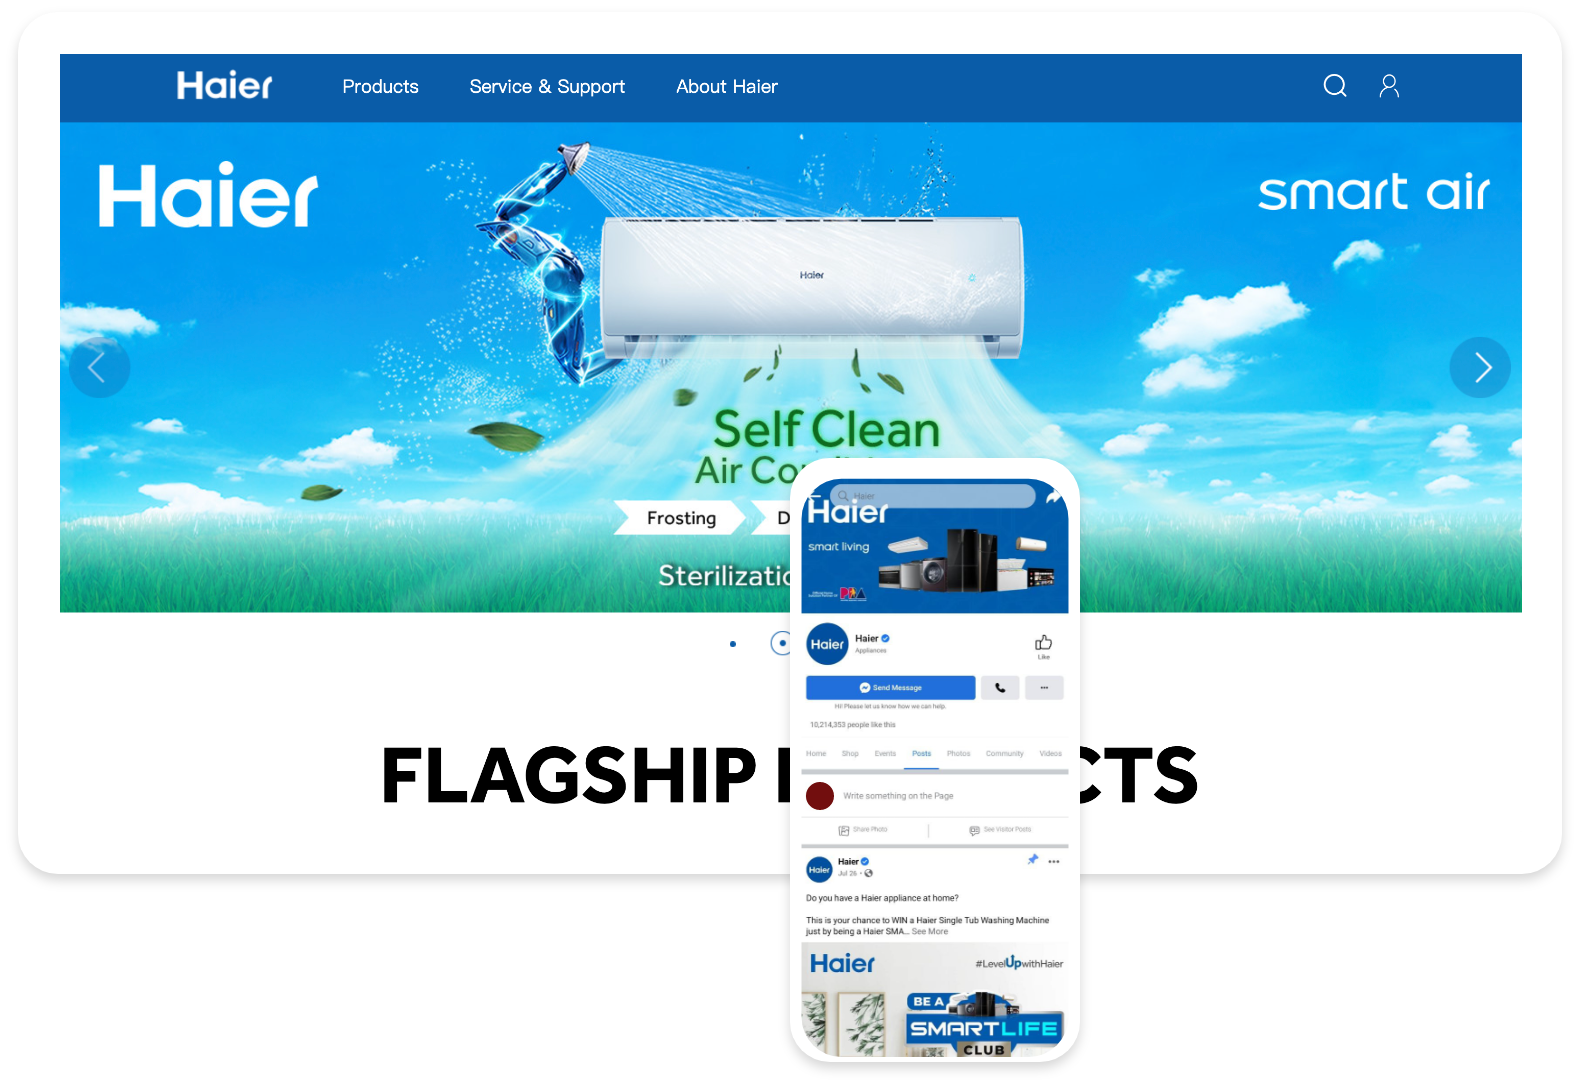 Haier
Products
Service & Support
About Haier
Haier
smart air
Haier
Self Clean
Air Co
Frosting
D
Sterilizatio
FLAGSHIP
CTS
Haier
Haier
smart living
Haier
Haier
Appliances
Like
Send Message
Hi! Please let us know how we can help.
10,214,353 people like this
Home
Shop
Events
Posts
Photos
Community
Videos
Write something on the Page
Share Photo
See Visitor Posts
Haier
Haier
Jul 26 ·
Do you have a Haier appliance at home?
This is your chance to WIN a Haier Single Tub Washing Machine
just by being a Haier SMA... See More
Haier
#LevelUpwithHaier
BE A
SMARTLIFE
CLUB